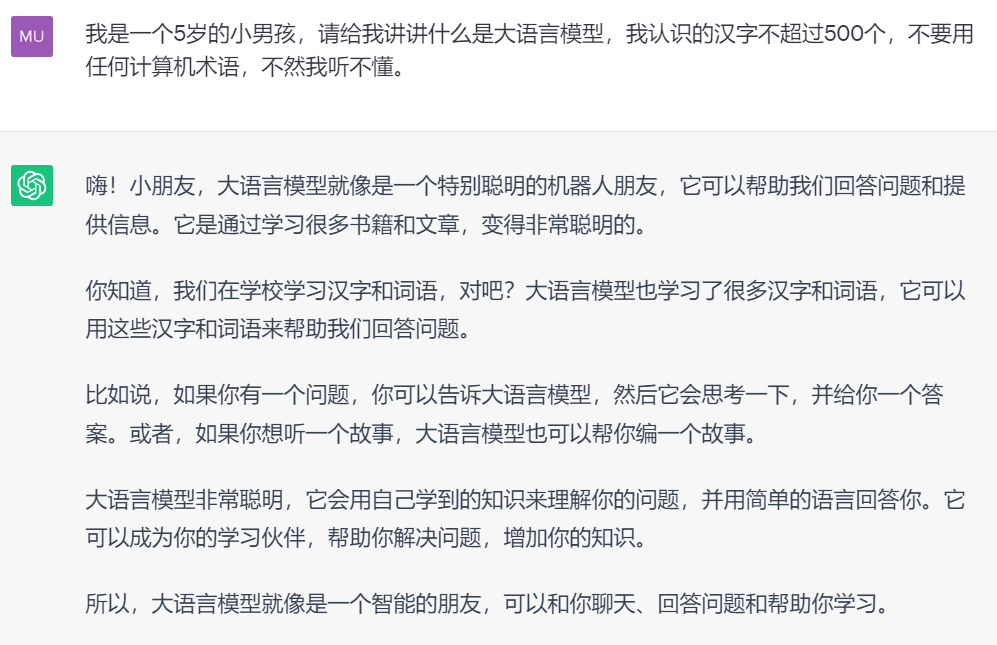 MU
我是一个5岁的小男孩，请给我讲讲什么是大语言模型，我认识的汉字不超过500个，不要用
任何计算机术语，不然我听不懂。
嗨！小朋友，大语言模型就像是一个特别聪明的机器人朋友，它可以帮助我们回答问题和提
供信息。它是通过学习很多书籍和文章，变得非常聪明的。
你知道，我们在学校学习汉字和词语，对吧？大语言模型也学习了很多汉字和词语，它可以
用这些汉字和词语来帮助我们回答问题。
比如说，如果你有一个问题，你可以告诉大语言模型，然后它会思考一下，并给你一个答
案。或者，如果你想听一个故事，大语言模型也可以帮你编一个故事。
大语言模型非常聪明，它会用自己学到的知识来理解你的问题，并用简单的语言回答你。它
可以成为你的学习伙伴，帮助你解决问题，增加你的知识。
所以，大语言模型就像是一个智能的朋友，可以和你聊天、回答问题和帮助你学习。